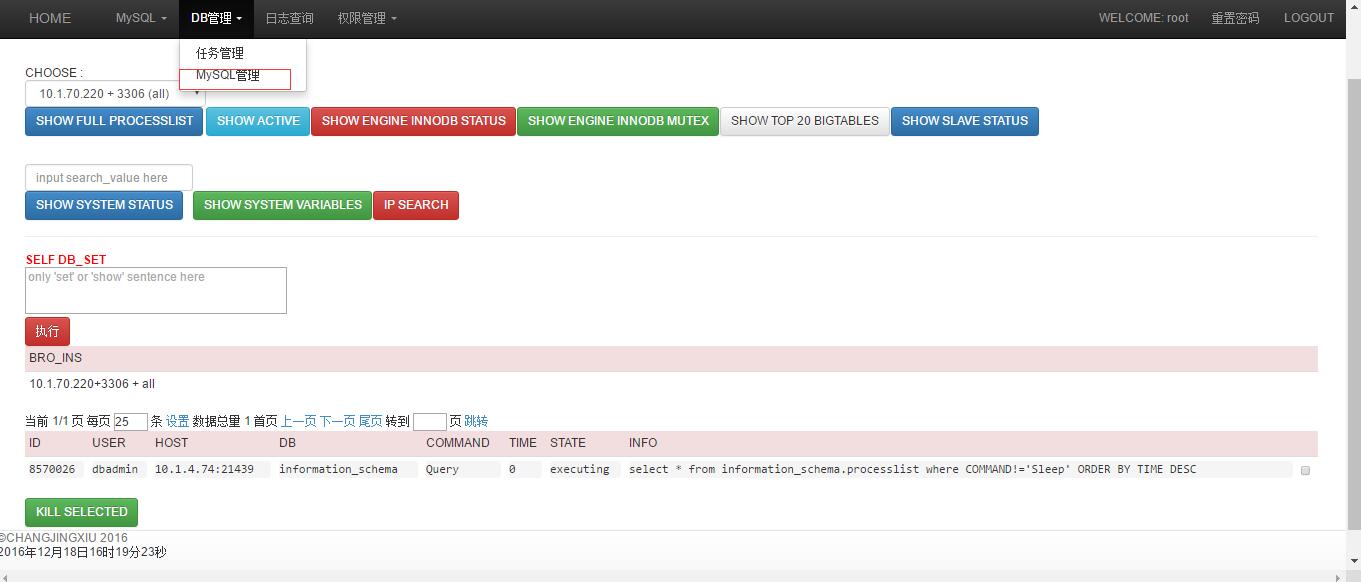 HOME MySQL DB管理 日志查询 权限管理 WELCOME: root 重置密码 LOGOUT
任务管理
MySQL管理
CHOOSE :
10.1.70.220 + 3306 (all)
SHOW FULL PROCESSLIST SHOW ACTIVE SHOW ENGINE INNODB STATUS SHOW ENGINE INNODB MUTEX SHOW TOP 20 BIGTABLES SHOW SLAVE STATUS
input search_value here
SHOW SYSTEM STATUS SHOW SYSTEM VARIABLES IP SEARCH
SELF DB_SET
only 'set' or 'show' sentence here
执行
BRO_INS
10.1.70.220+3306 + all
当前 1/1 页 每页 25 条 设置 数据总量 1 首页 上一页 下一页 尾页 转到 页 跳转
ID USER HOST DB COMMAND TIME STATE INFO
8570026 dbadmin 10.1.4.74:21439 information_schema Query 0 executing select * from information_schema.processlist where COMMAND!='Sleep' ORDER BY TIME DESC
KILL SELECTED
©CHANGJINGXIU 2016
2016年12月18日16时19分23秒